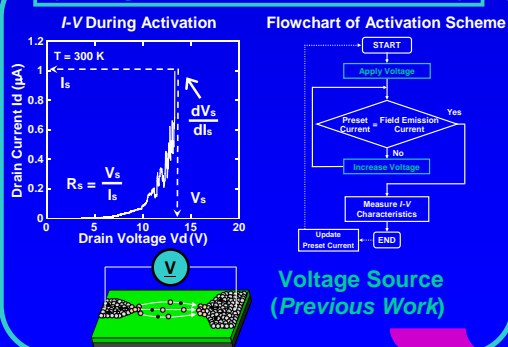 I-V During Activation
1.2
1
0.8
0.6
0.4
0.2
0
0
5
10
15
20
Drain Current Id (μA)
Drain Voltage Vd (V)
T = 300 K
Is
dVs
dIs
Rs = Vs
Is
Vs
V
Flowchart of Activation Scheme
START
Apply Voltage
Preset Current = Field Emission Current
Yes
No
Increase Voltage
Measure I-V
Characteristics
Update
Preset Current
END
Voltage Source
(Previous Work)